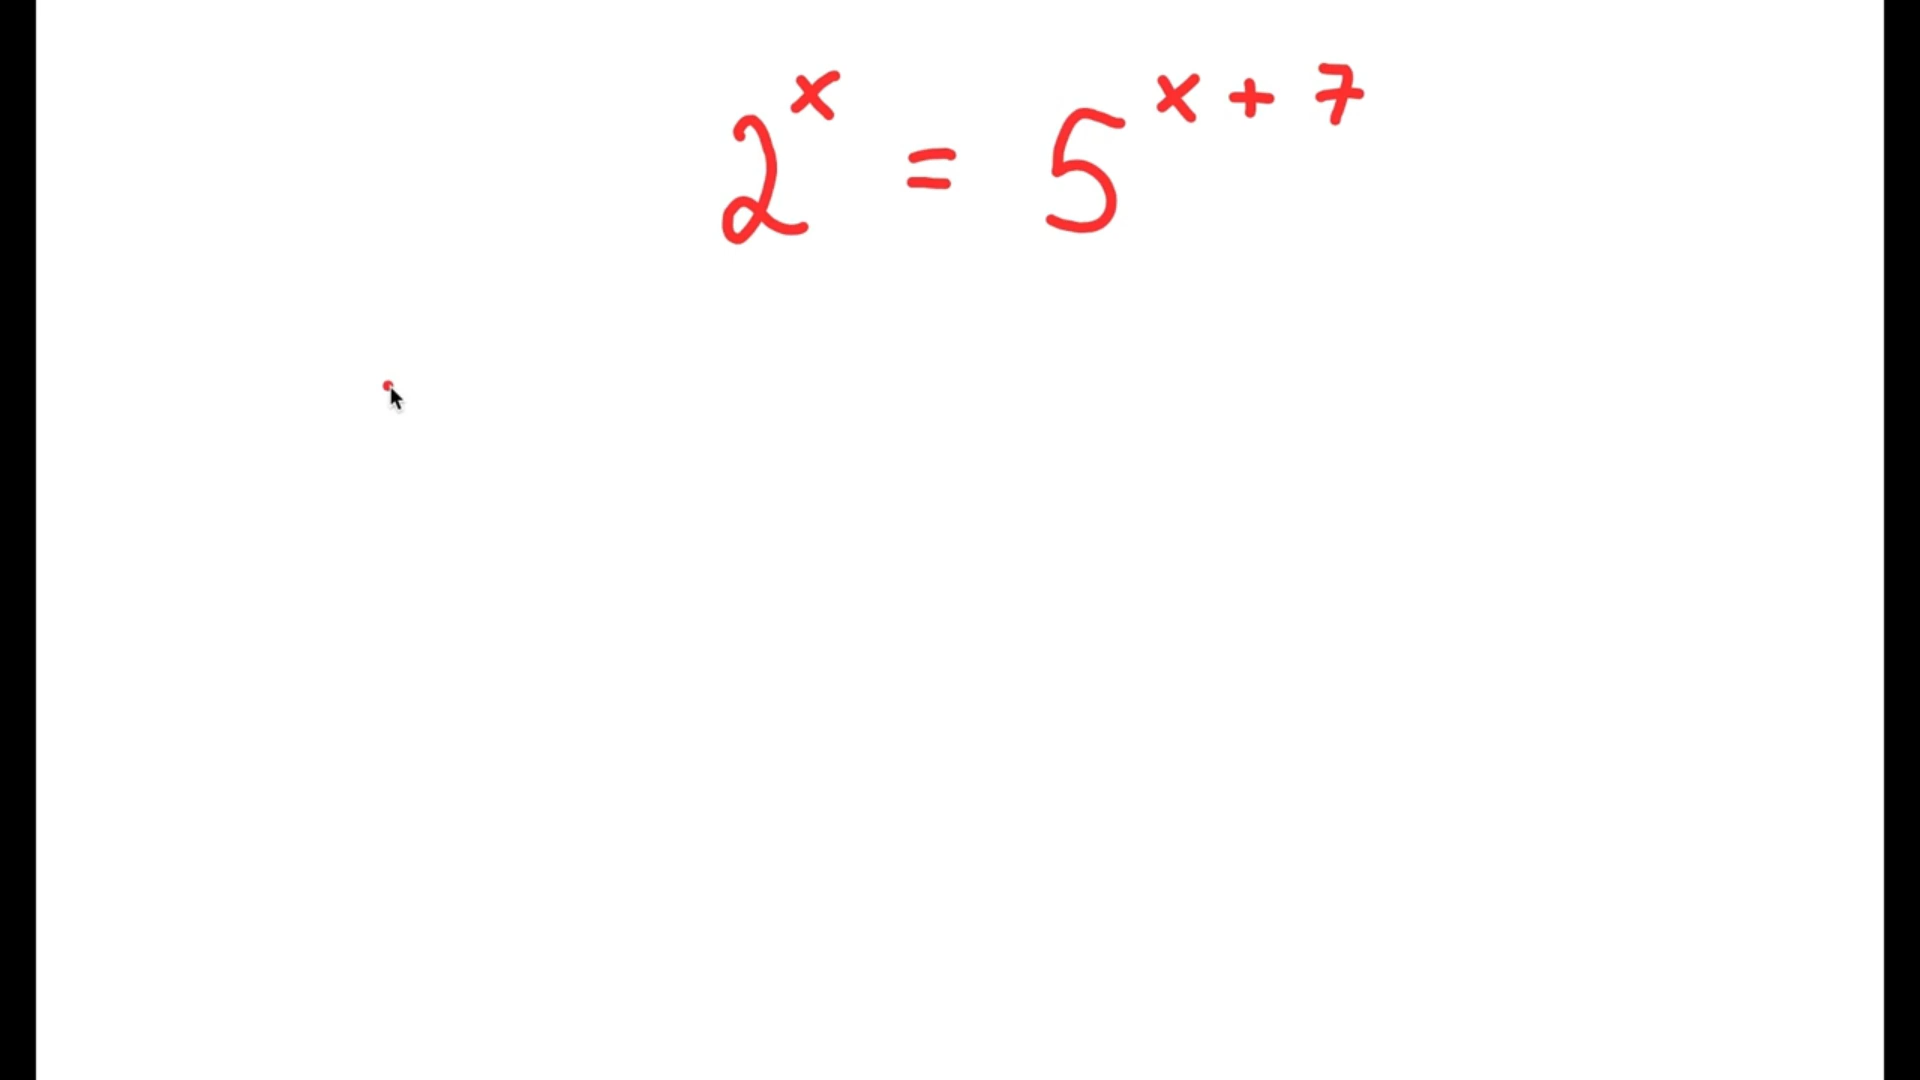 2^x = 5^{x + 7}